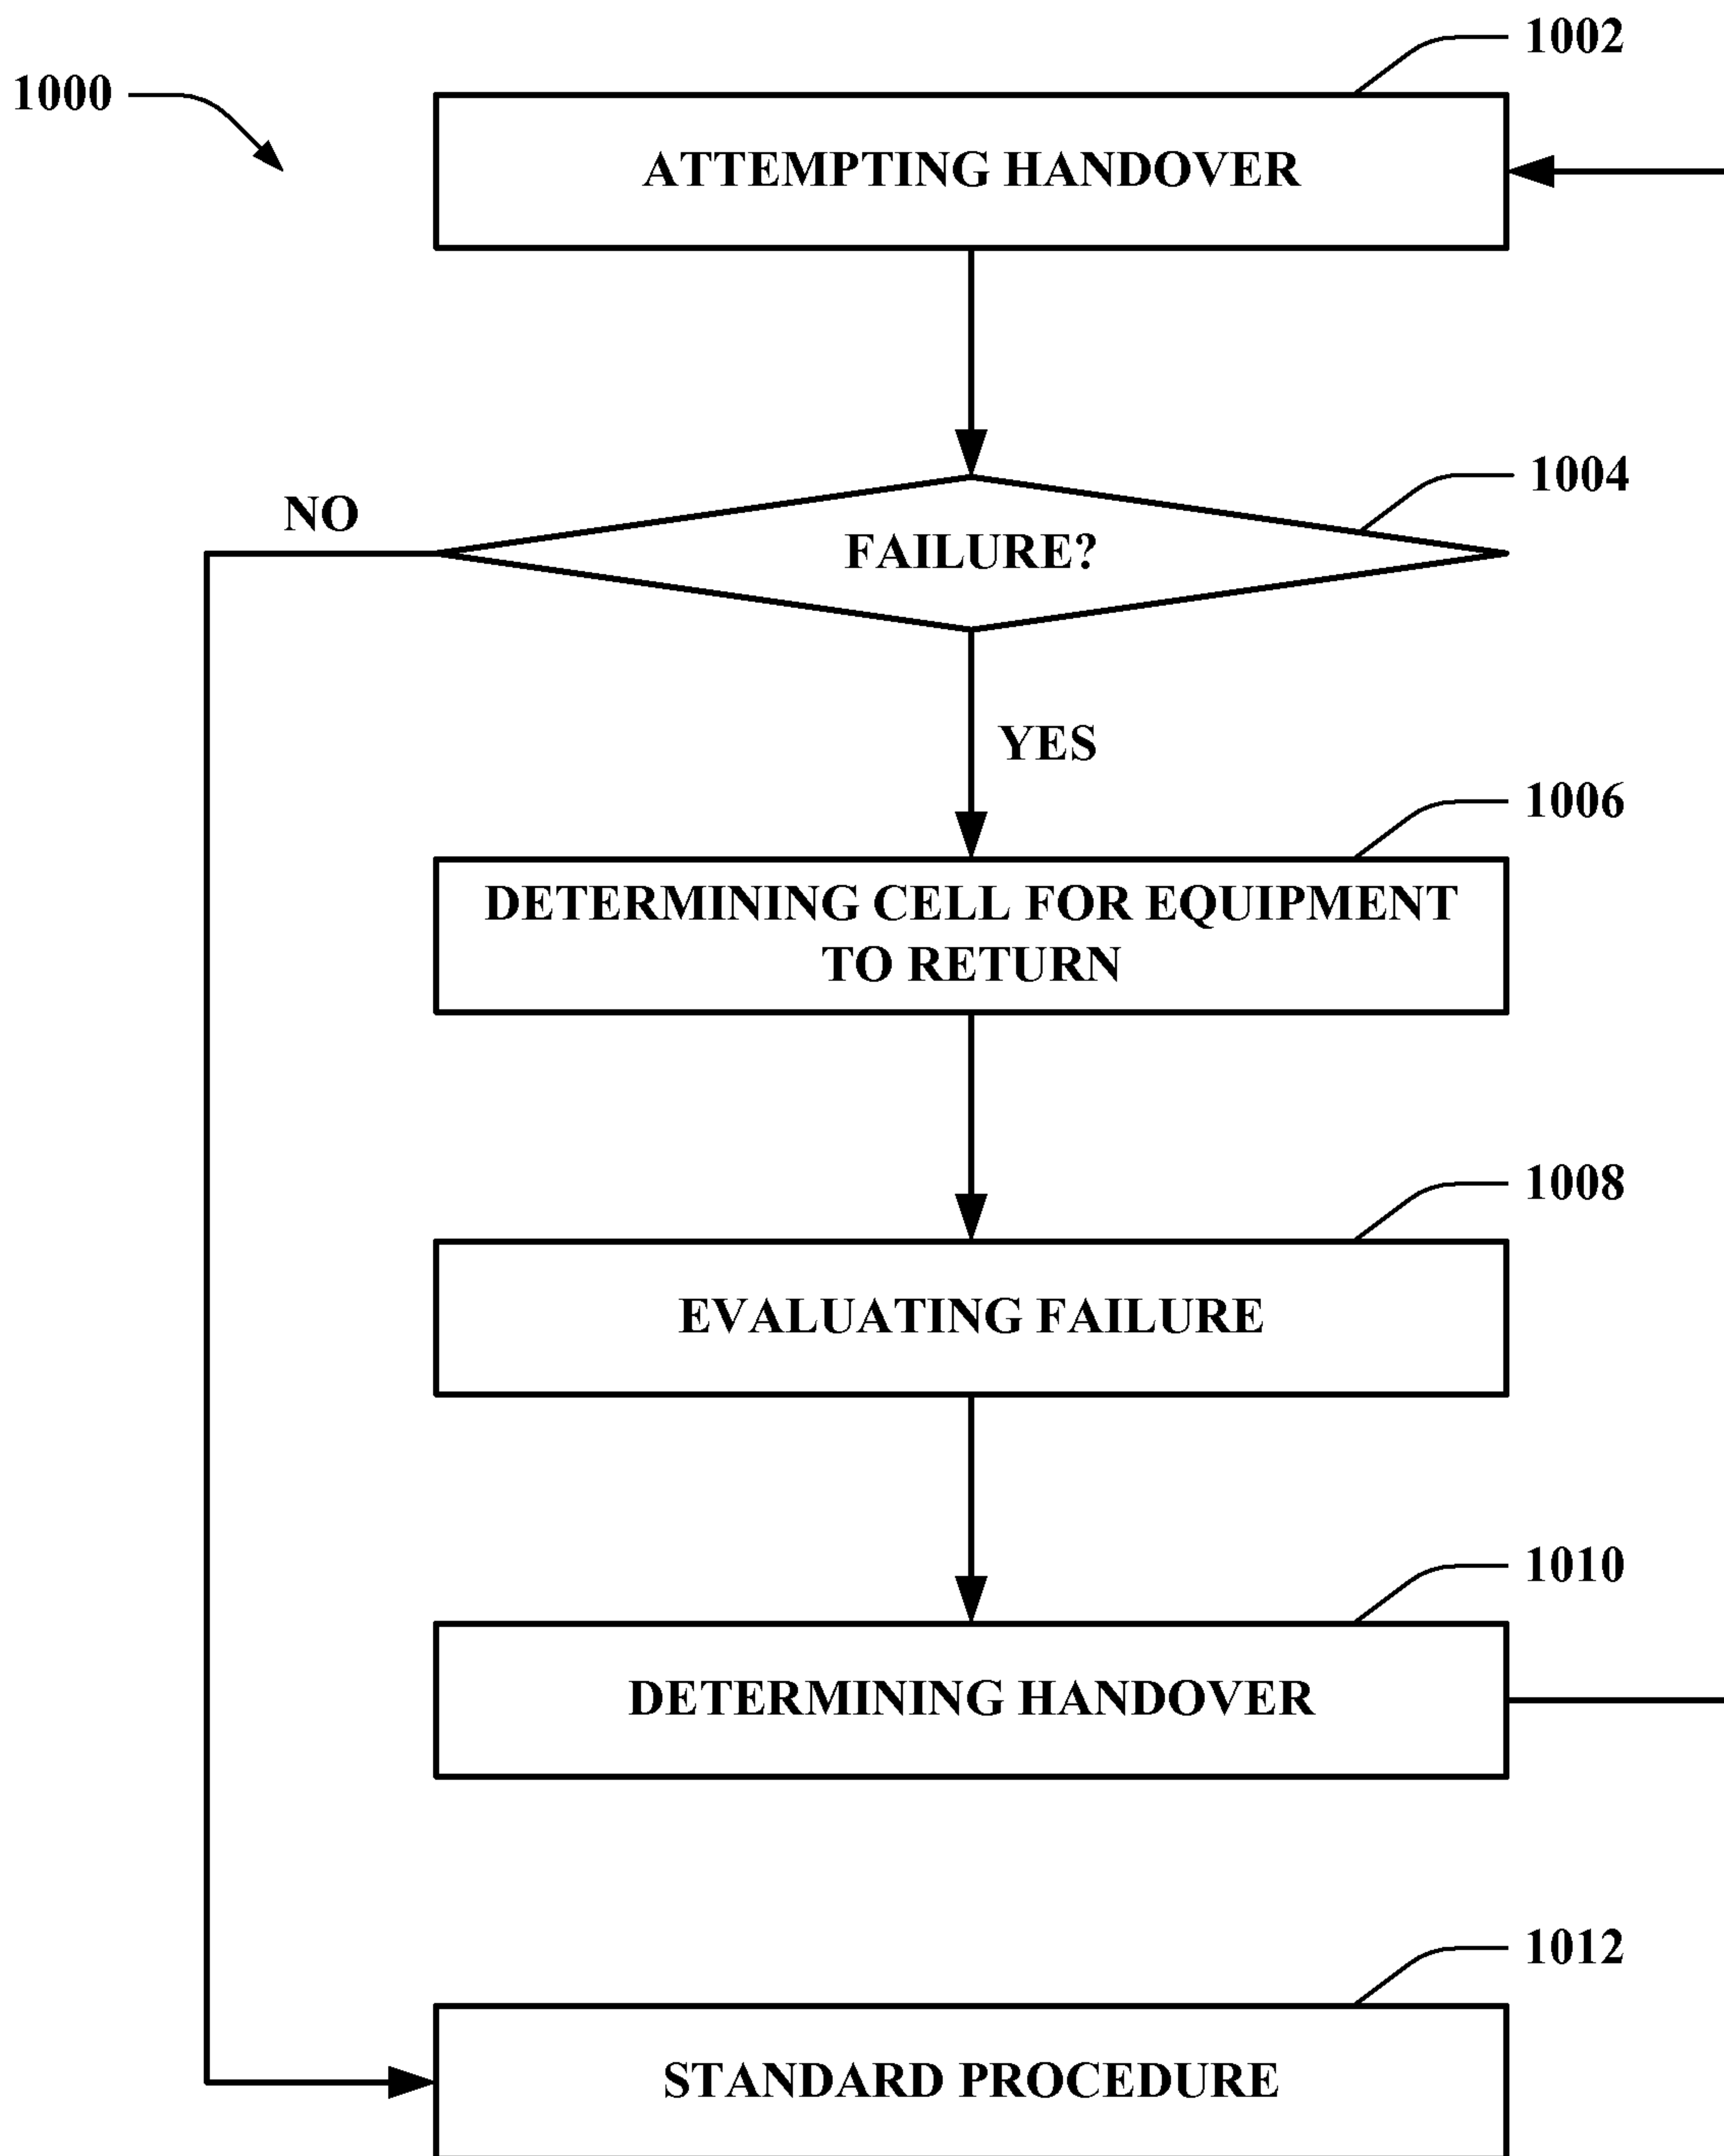 1002
1000
ATTEMPTING HANDOVER
1004
NO
FAILURE?
YES
1006
DETERMINING CELL FOR EQUIPMENT
TO RETURN
1008
EVALUATING FAILURE
1010
DETERMINING HANDOVER
1012
STANDARD PROCEDURE